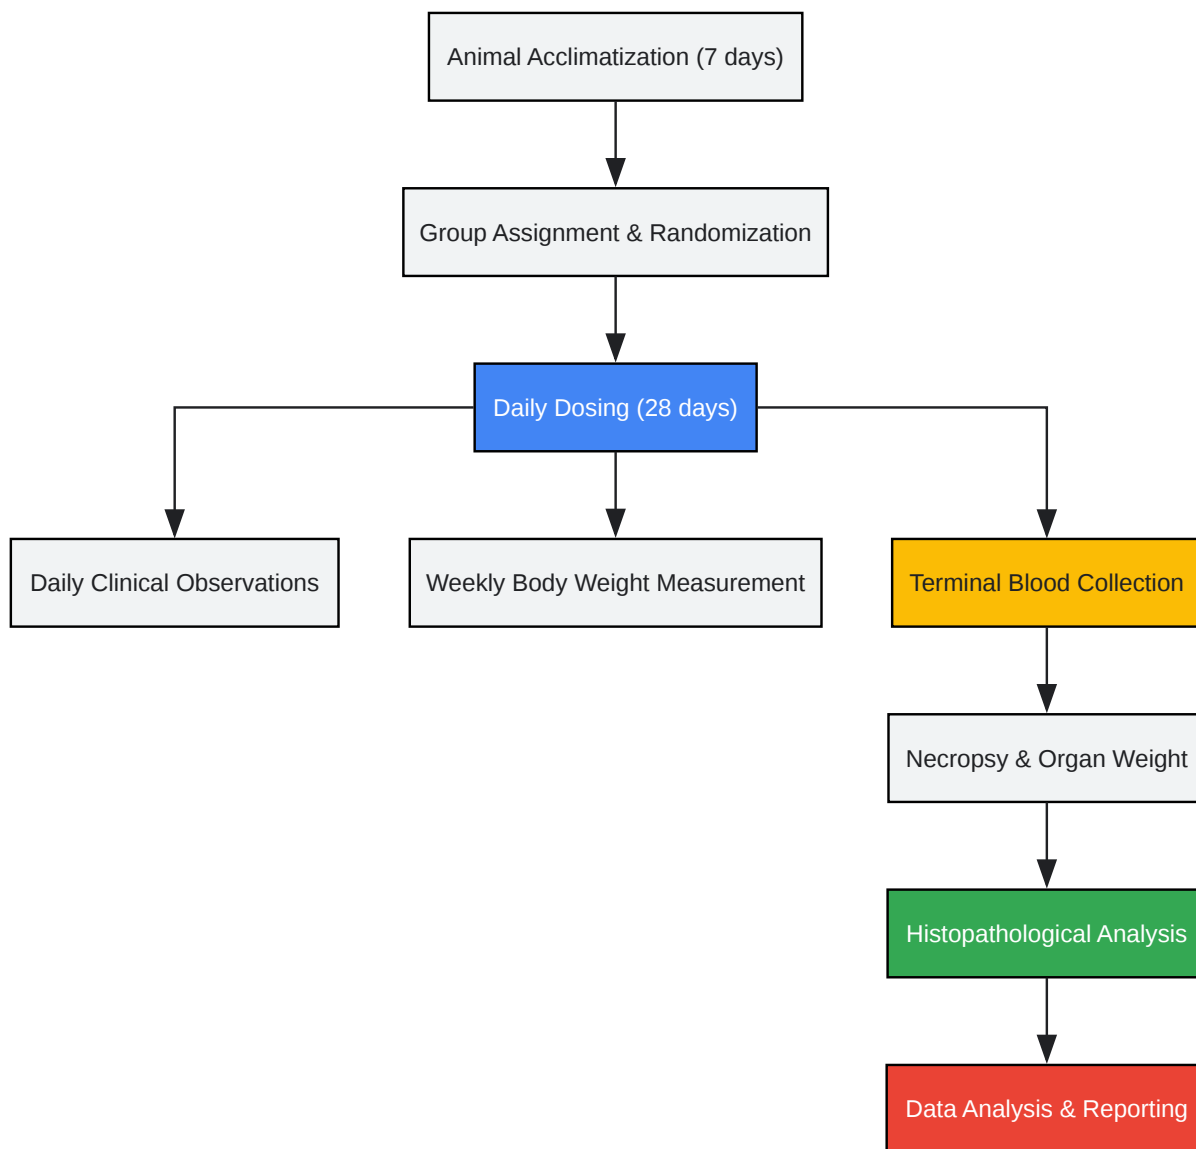 Animal Acclimatization (7 days)
Group Assignment & Randomization
Daily Dosing (28 days)
Daily Clinical Observations
Weekly Body Weight Measurement
Terminal Blood Collection
Necropsy & Organ Weight
Histopathological Analysis
Data Analysis & Reporting